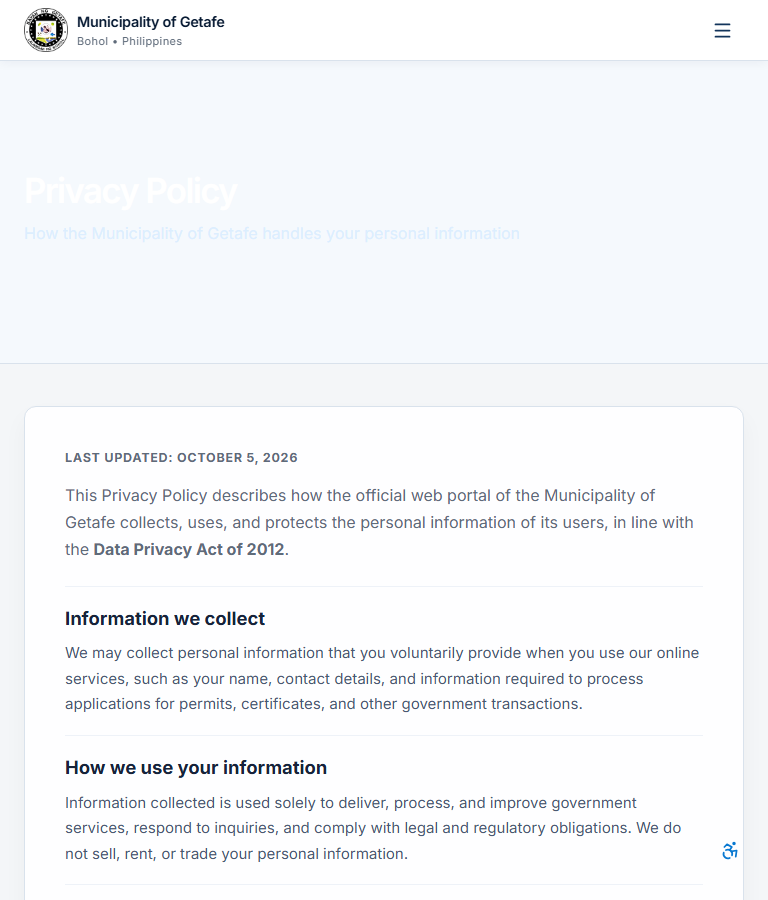 Municipality of Getafe
Bohol • Philippines
Privacy Policy
How the Municipality of Getafe handles your personal information
LAST UPDATED: OCTOBER 5, 2026
This Privacy Policy describes how the official web portal of the Municipality of
Getafe collects, uses, and protects the personal information of its users, in line with
the Data Privacy Act of 2012.
Information we collect
We may collect personal information that you voluntarily provide when you use our online
services, such as your name, contact details, and information required to process
applications for permits, certificates, and other government transactions.
How we use your information
Information collected is used solely to deliver, process, and improve government
services, respond to inquiries, and comply with legal and regulatory obligations. We do
not sell, rent, or trade your personal information.